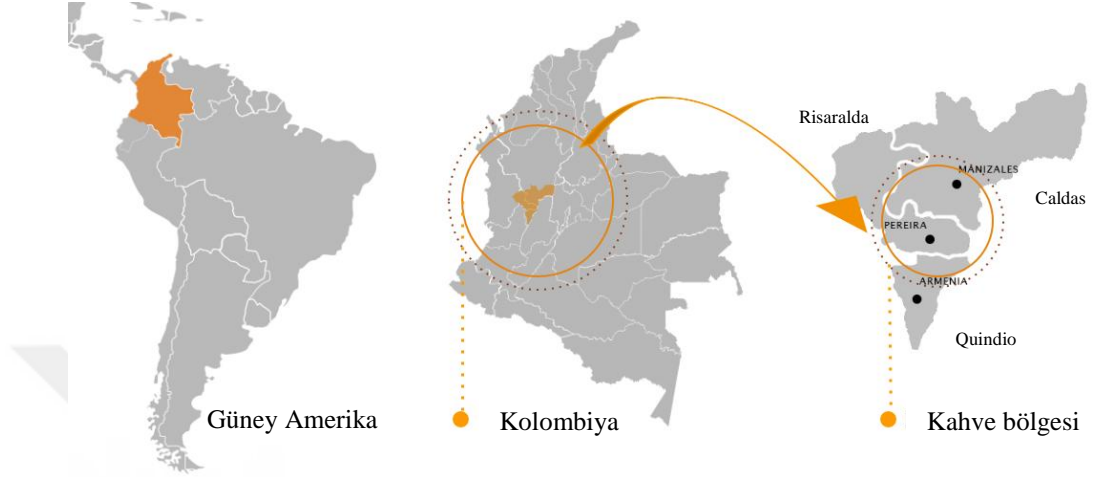 Risaralda
MANIZALES
Caldas
PEREIRA
ARMENIA
Quindio
Güney Amerika
Kolombiya
Kahve bölgesi